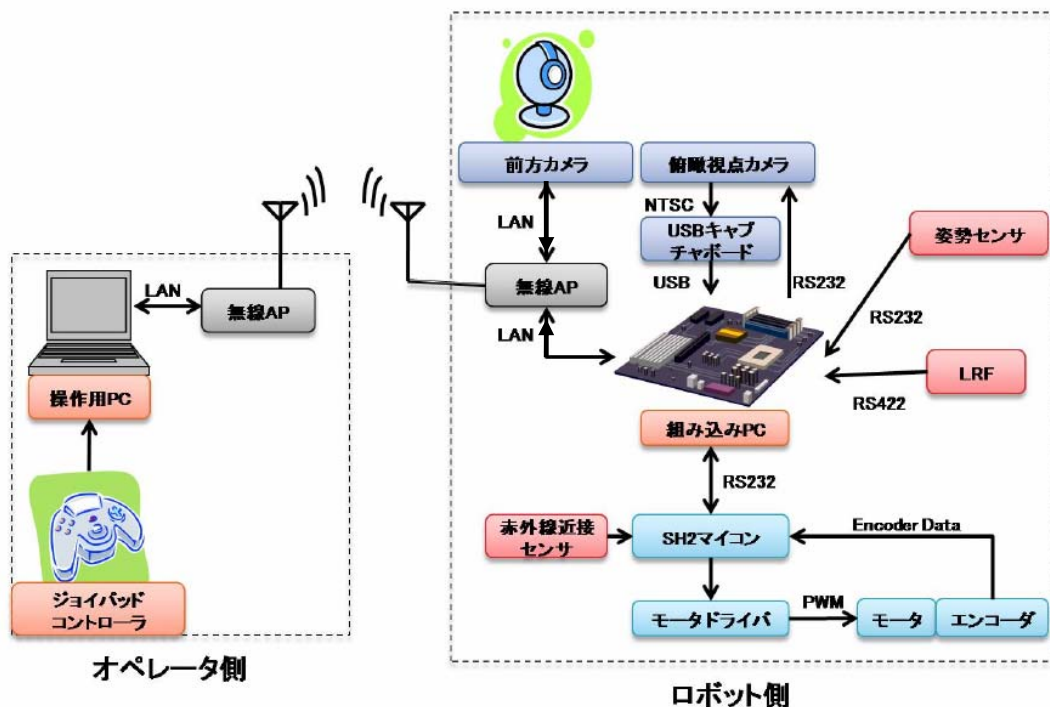 前方カメラ
俯瞰視点カメラ
LAN
NTSC
USBキャプ
チャボード
USB
RS232
姿勢センサ
無線AP
LAN
RS232
LRF
RS422
組み込みPC
RS232
赤外線近接
センサ
SH2マイコン
Encoder Data
モータドライバ
PWM
モータ
エンコーダ
ロボット側
LAN
無線AP
操作用PC
ジョイパッド
コントローラ
オペレータ側